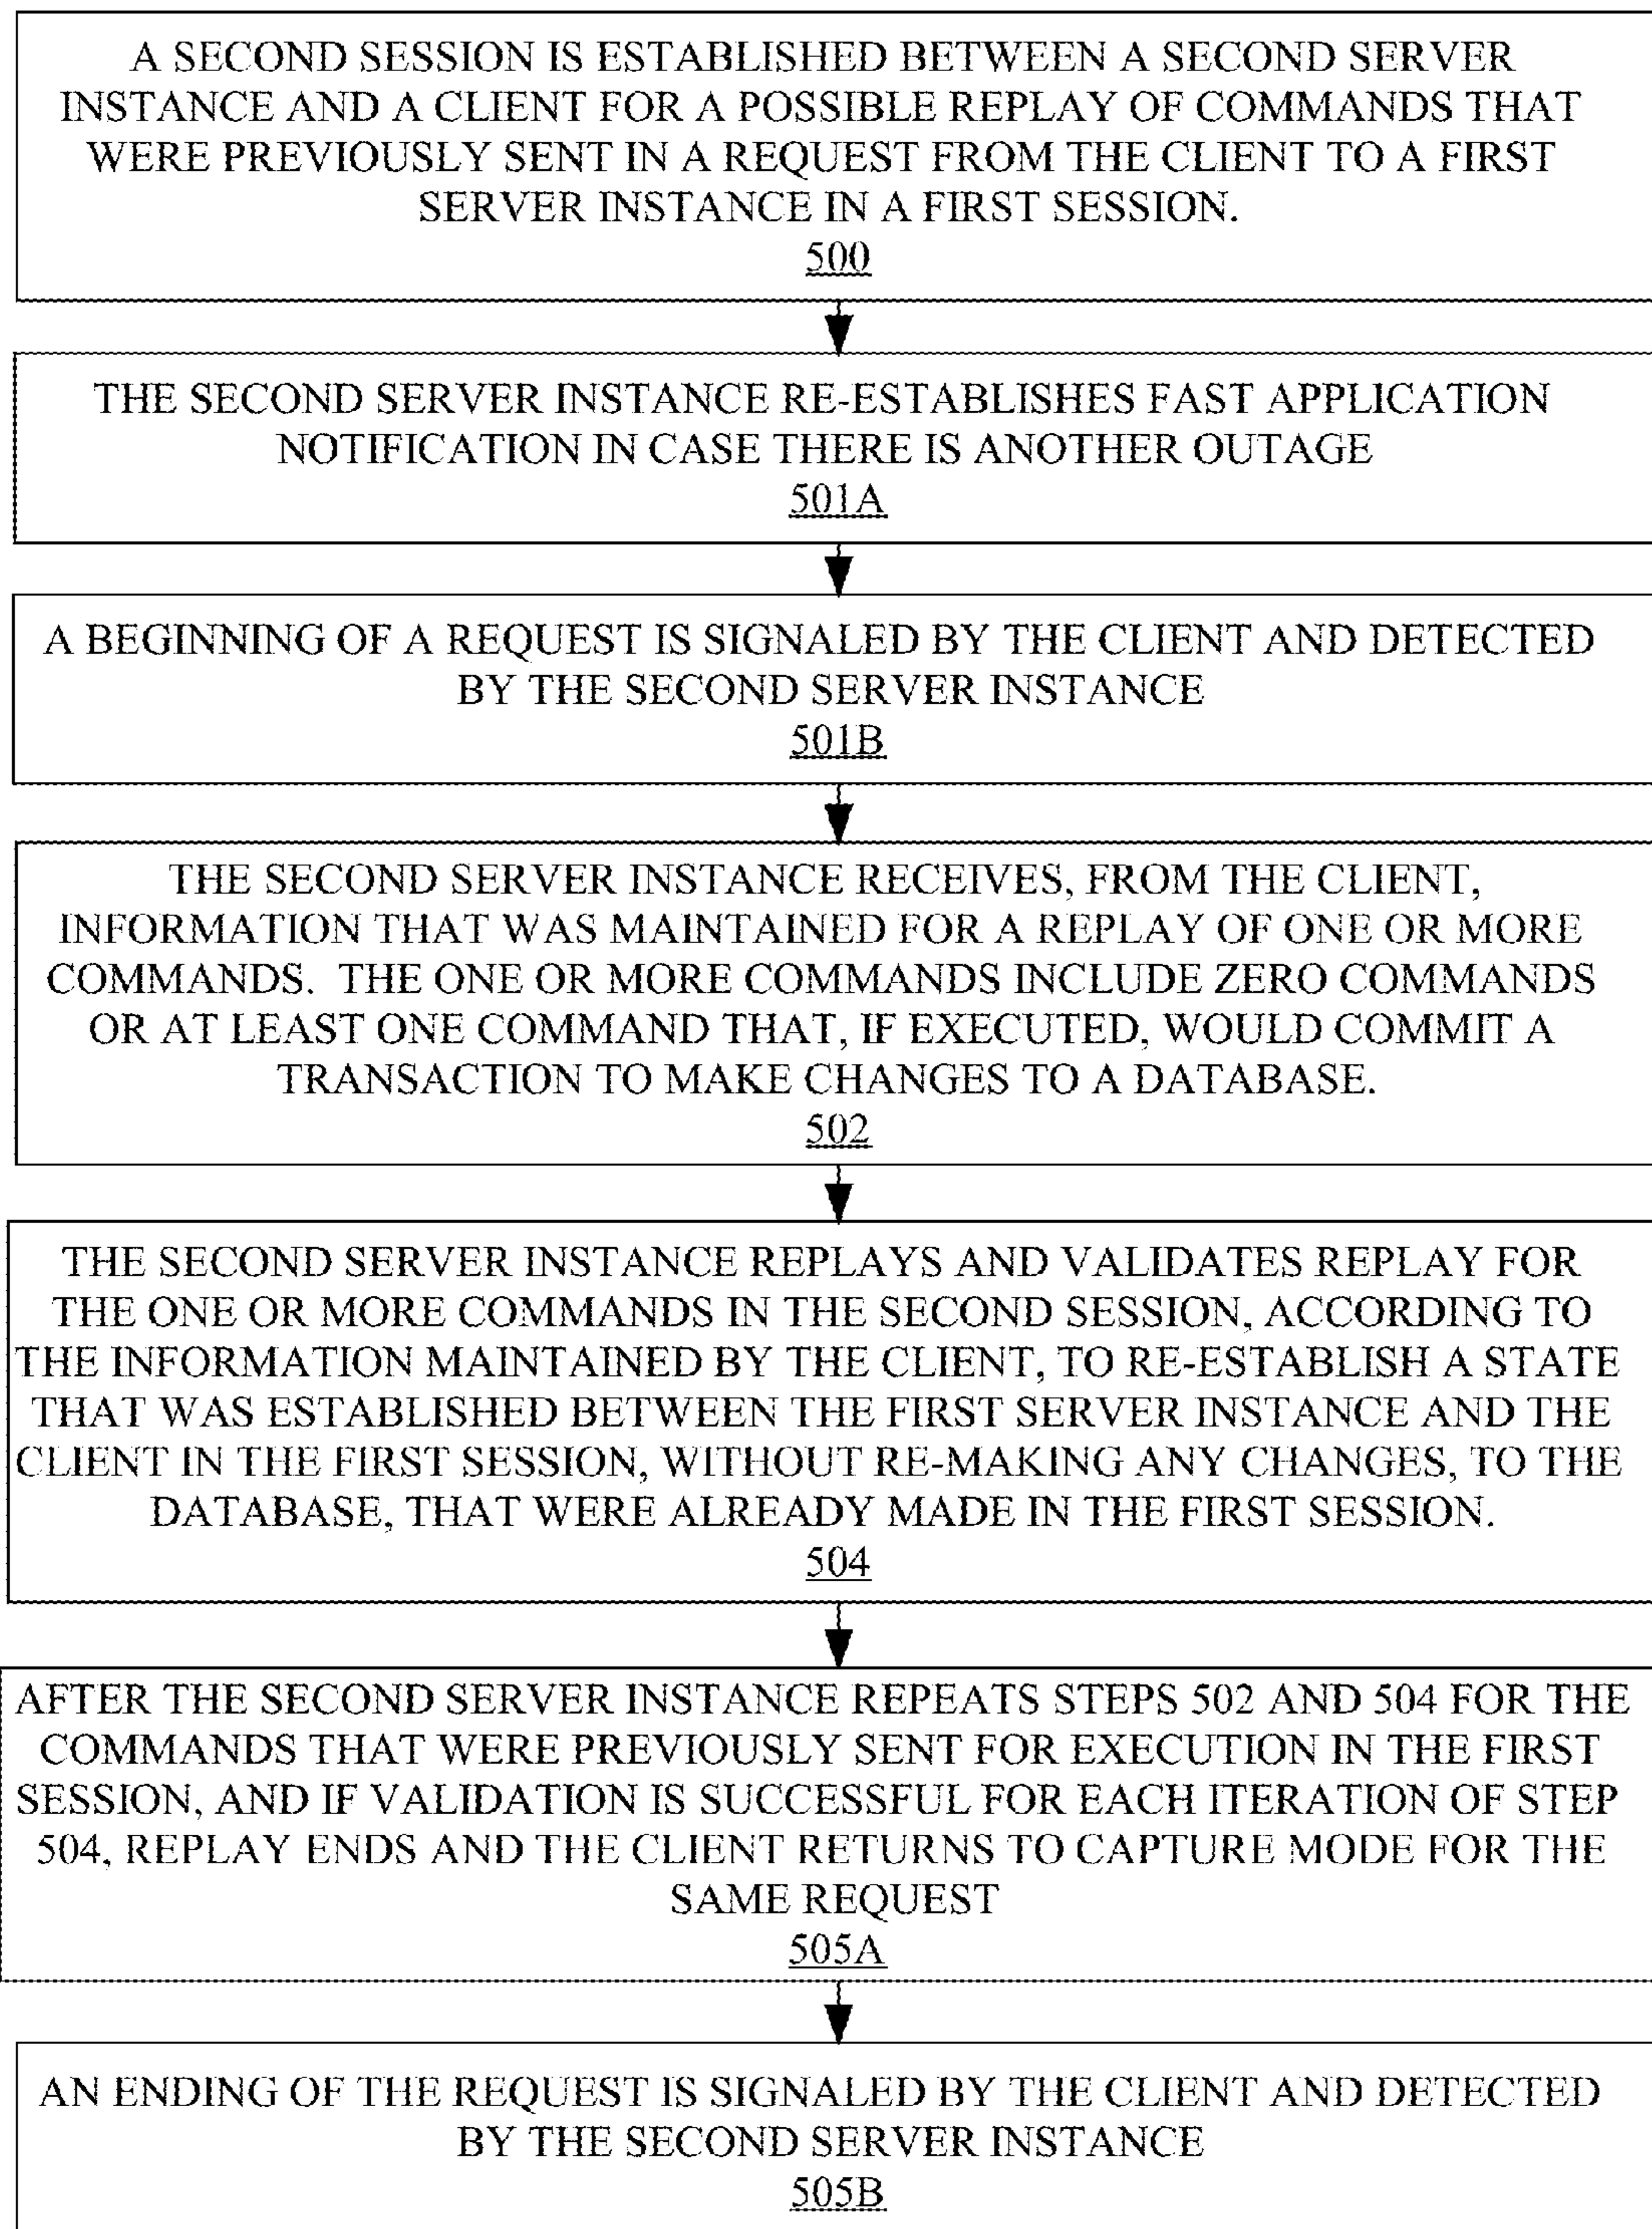 A SECOND SESSION IS ESTABLISHED BETWEEN A SECOND SERVER
INSTANCE AND A CLIENT FOR A POSSIBLE REPLAY OF COMMANDS THAT
WERE PREVIOUSLY SENT IN A REQUEST FROM THE CLIENT TO A FIRST
SERVER INSTANCE IN A FIRST SESSION.
500
THE SECOND SERVER INSTANCE RE-ESTABLISHES FAST APPLICATION
NOTIFICATION IN CASE THERE IS ANOTHER OUTAGE
501A
A BEGINNING OF A REQUEST IS SIGNALED BY THE CLIENT AND DETECTED
BY THE SECOND SERVER INSTANCE
501B
THE SECOND SERVER INSTANCE RECEIVES, FROM THE CLIENT,
INFORMATION THAT WAS MAINTAINED FOR A REPLAY OF ONE OR MORE
COMMANDS. THE ONE OR MORE COMMANDS INCLUDE ZERO COMMANDS
OR AT LEAST ONE COMMAND THAT, IF EXECUTED, WOULD COMMIT A
TRANSACTION TO MAKE CHANGES TO A DATABASE.
502
THE SECOND SERVER INSTANCE REPLAYS AND VALIDATES REPLAY FOR
THE ONE OR MORE COMMANDS IN THE SECOND SESSION, ACCORDING TO
THE INFORMATION MAINTAINED BY THE CLIENT, TO RE-ESTABLISH A STATE
THAT WAS ESTABLISHED BETWEEN THE FIRST SERVER INSTANCE AND THE
CLIENT IN THE FIRST SESSION, WITHOUT RE-MAKING ANY CHANGES, TO THE
DATABASE, THAT WERE ALREADY MADE IN THE FIRST SESSION.
504
AFTER THE SECOND SERVER INSTANCE REPEATS STEPS 502 AND 504 FOR THE
COMMANDS THAT WERE PREVIOUSLY SENT FOR EXECUTION IN THE FIRST
SESSION, AND IF VALIDATION IS SUCCESSFUL FOR EACH ITERATION OF STEP
504, REPLAY ENDS AND THE CLIENT RETURNS TO CAPTURE MODE FOR THE
SAME REQUEST
505A
AN ENDING OF THE REQUEST IS SIGNALED BY THE CLIENT AND DETECTED
BY THE SECOND SERVER INSTANCE
505B